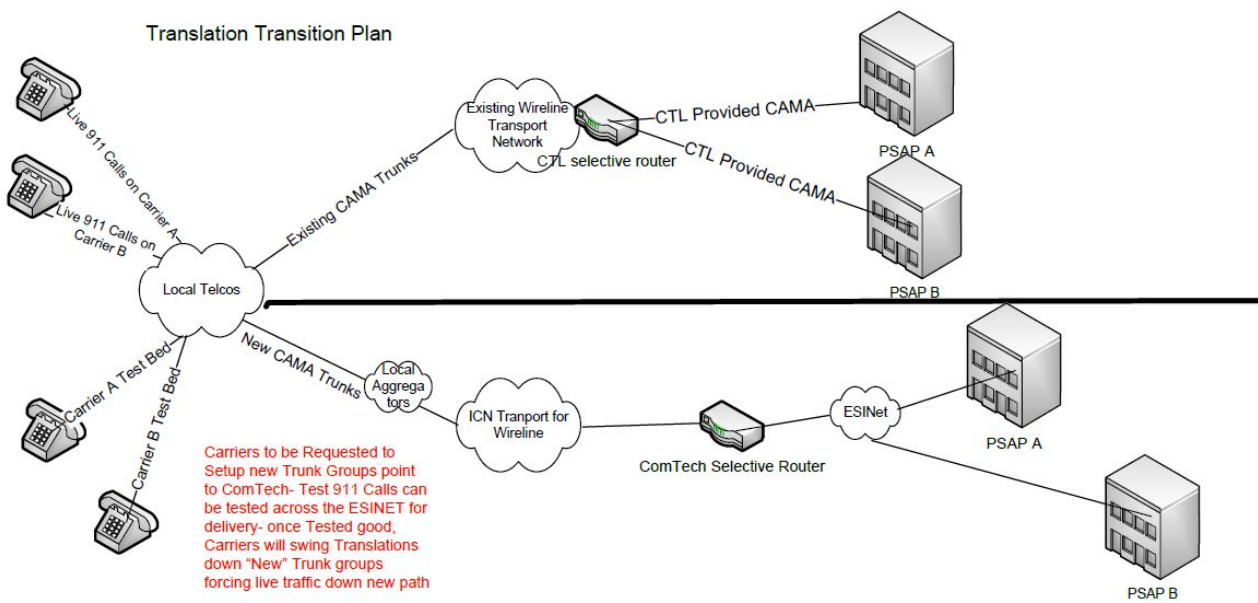 Translation Transition Plan
Live 911 Calls on Carrier A
Live 911 Calls on
Carrier B
Local Telcos
Existing CAMA Trunks
Existing Wireline
Transport
Network
CTL selective router
CTL Provided CAMA
CTL Provided CAMA
PSAP A
PSAP B
Carrier A Test Bed
Carrier B Test Bed
New CAMA Trunks
Local
Aggrega
tors
ICN Tranport for
Wireline
ComTech Selective Router
ESINet
PSAP A
PSAP B
Carriers to be Requested to
Setup new Trunk Groups point
to ComTech- Test 911 Calls can
be tested across the ESINET for
delivery- once Tested good,
Carriers will swing Translations
down “New” Trunk groups
forcing live traffic down new path